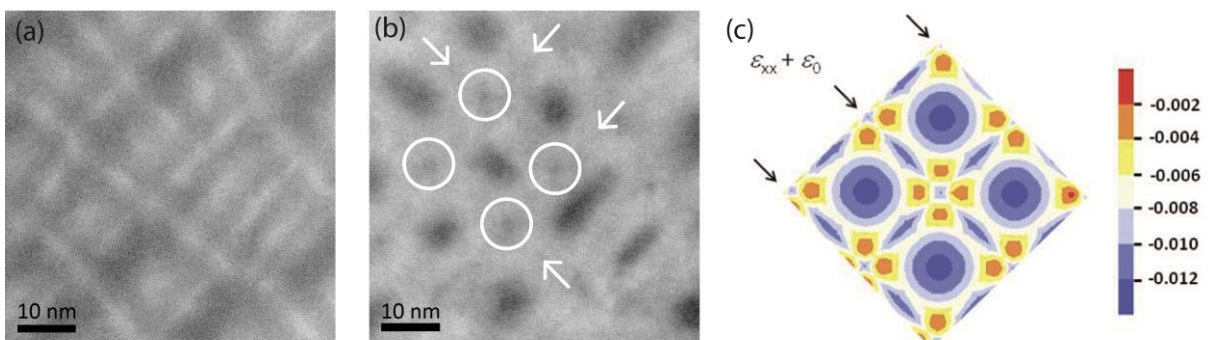 (a)
10 nm
(b)
10 nm
(c)
εxx + ε0
-0.002
-0.004
-0.006
-0.008
-0.010
-0.012